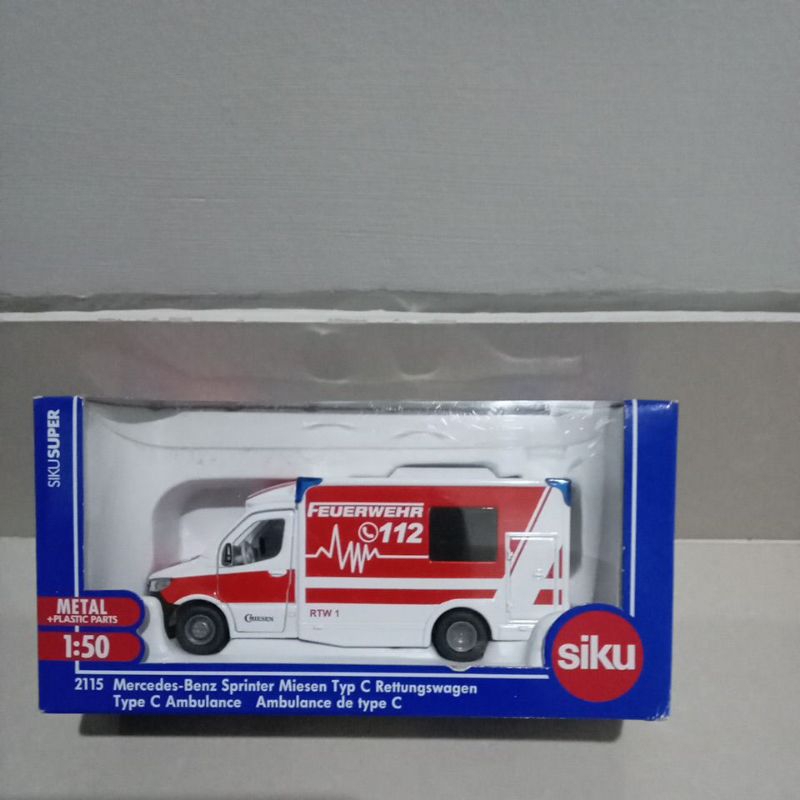 SIKUSUPER
FEUERWEHR
112
MIESEN
RTW 1
METAL
+PLASTIC PARTS
1:50
siku
2115 Mercedes-Benz Sprinter Miesen Typ C Rettungswagen
Type C Ambulance Ambulance de type C